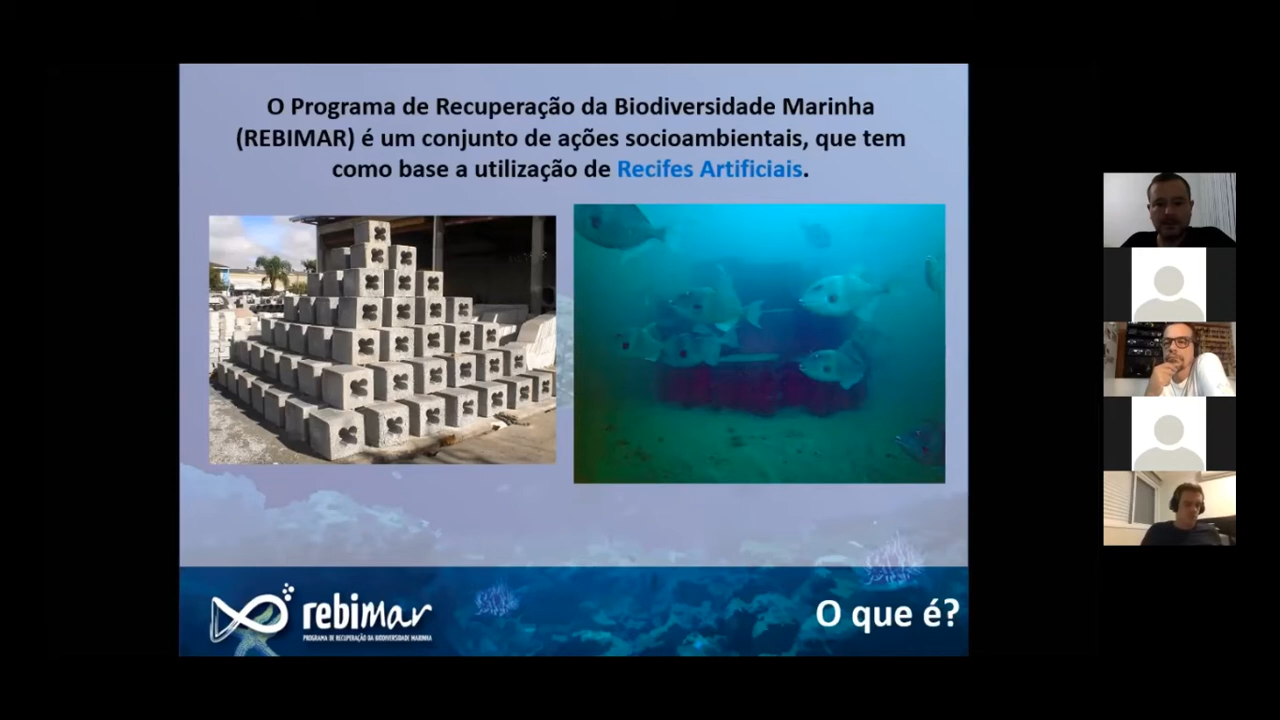 O Programa de Recuperação da Biodiversidade Marinha
(REBIMAR) é um conjunto de ações socioambientais, que tem
como base a utilização de Recifes Artificiais.
rebimar
PROGRAMA DE RECUPERAÇÃO DA BIODIVERSIDADE MARINHA
O que é?